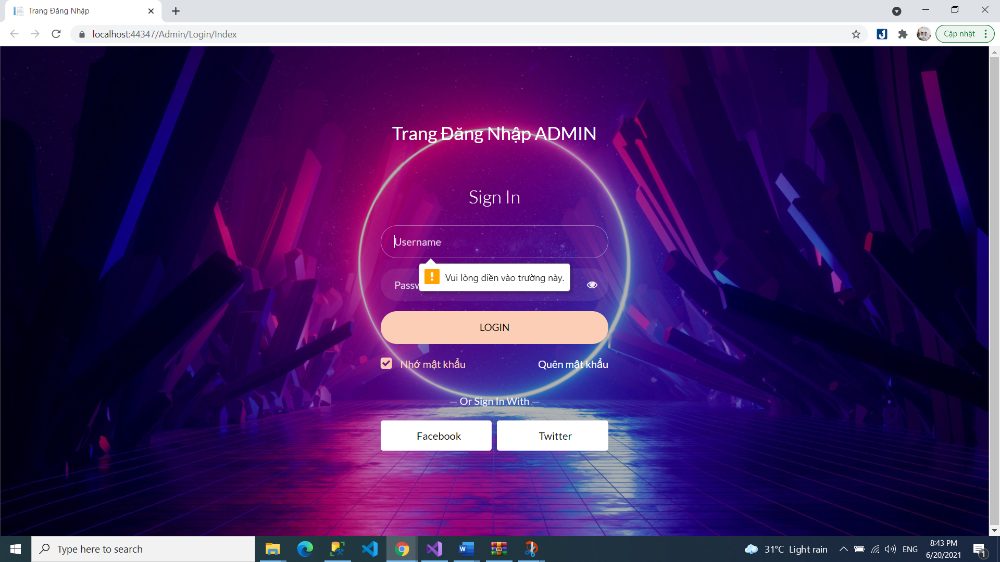 Trang Đăng Nhập
localhost:44347/Admin/Login/Index
Cập nhật
Trang Đăng Nhập ADMIN
Sign In
Username
Vui lòng điền vào trường này.
LOGIN
Nhớ mật khẩu
Quên mật khẩu
— Or Sign In With —
Facebook
Twitter
Type here to search
31°C Light rain
ENG
8:43 PM
6/20/2021
1